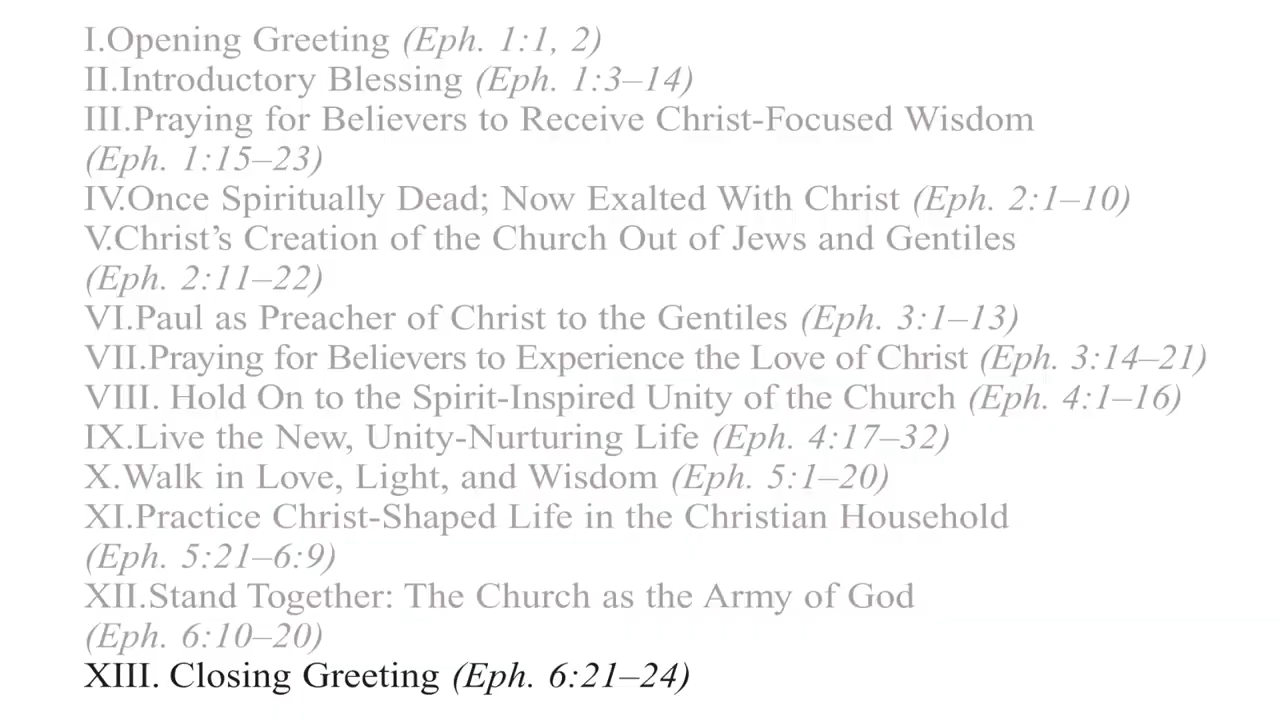 I.Opening Greeting (Eph. 1:1, 2)
II.Introductory Blessing (Eph. 1:3–14)
III.Praying for Believers to Receive Christ-Focused Wisdom
(Eph. 1:15–23)
IV.Once Spiritually Dead; Now Exalted With Christ (Eph. 2:1–10)
V.Christ’s Creation of the Church Out of Jews and Gentiles
(Eph. 2:11–22)
VI.Paul as Preacher of Christ to the Gentiles (Eph. 3:1–13)
VII.Praying for Believers to Experience the Love of Christ (Eph. 3:14–21)
VIII. Hold On to the Spirit-Inspired Unity of the Church (Eph. 4:1–16)
IX.Live the New, Unity-Nurturing Life (Eph. 4:17–32)
X.Walk in Love, Light, and Wisdom (Eph. 5:1–20)
XI.Practice Christ-Shaped Life in the Christian Household
(Eph. 5:21–6:9)
XII.Stand Together: The Church as the Army of God
(Eph. 6:10–20)
XIII. Closing Greeting (Eph. 6:21–24)